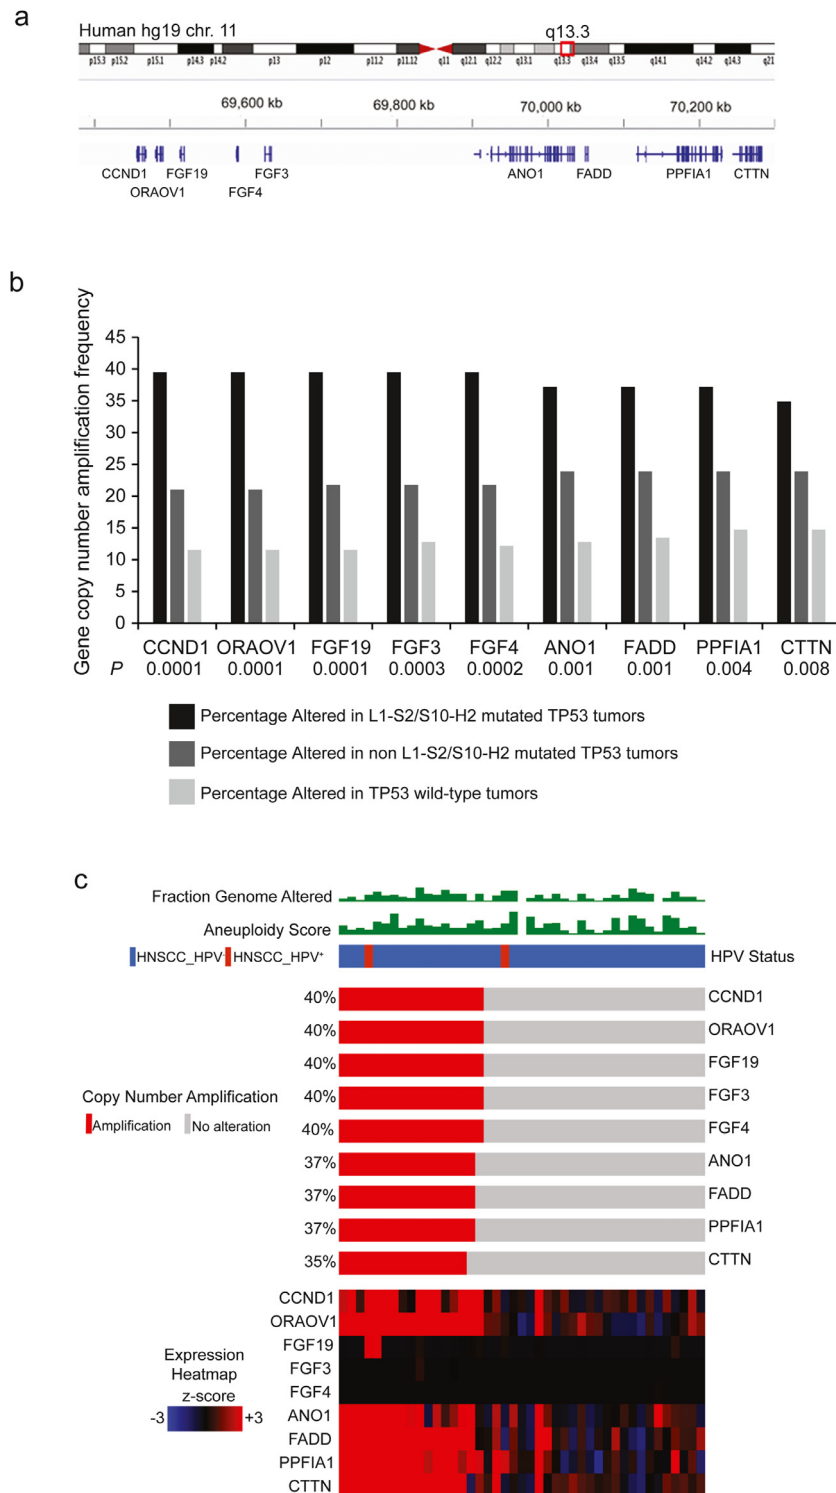 a
Human hg19 chr. 11
q13.3
p15.3 p15.2 p15.1 p14.3 p14.2 p13 p12 p11.2 p11.12 q11 q12.1 q12.2 q13.1 q13.3 q13.4 q13.5 q14.1 q14.2 q14.3 q21
69,600 kb 69,800 kb 70,000 kb 70,200 kb
CCND1 FGF19 FGF3 ANO1 FADD PPFIA1 CTTN
ORAOV1 FGF4
b
Gene copy number amplification frequency
45
40
35
30
25
20
15
10
5
0
CCND1 ORAOV1 FGF19 FGF3 FGF4 ANO1 FADD PPFIA1 CTTN
P 0.0001 0.0001 0.0001 0.0003 0.0002 0.001 0.001 0.004 0.008
Percentage Altered in L1-S2/S10-H2 mutated TP53 tumors
Percentage Altered in non L1-S2/S10-H2 mutated TP53 tumors
Percentage Altered in TP53 wild-type tumors
c
Fraction Genome Altered
Aneuploidy Score
HNSCC_HPV- HNSCC_HPV+ HPV Status
40% CCND1
40% ORAOV1
40% FGF19
40% FGF3
40% FGF4
37% ANO1
37% FADD
37% PPFIA1
35% CTTN
Copy Number Amplification
Amplification No alteration
CCND1
ORAOV1
FGF19
FGF3
FGF4
ANO1
FADD
PPFIA1
CTTN
Expression
Heatmap
z-score
-3 +3